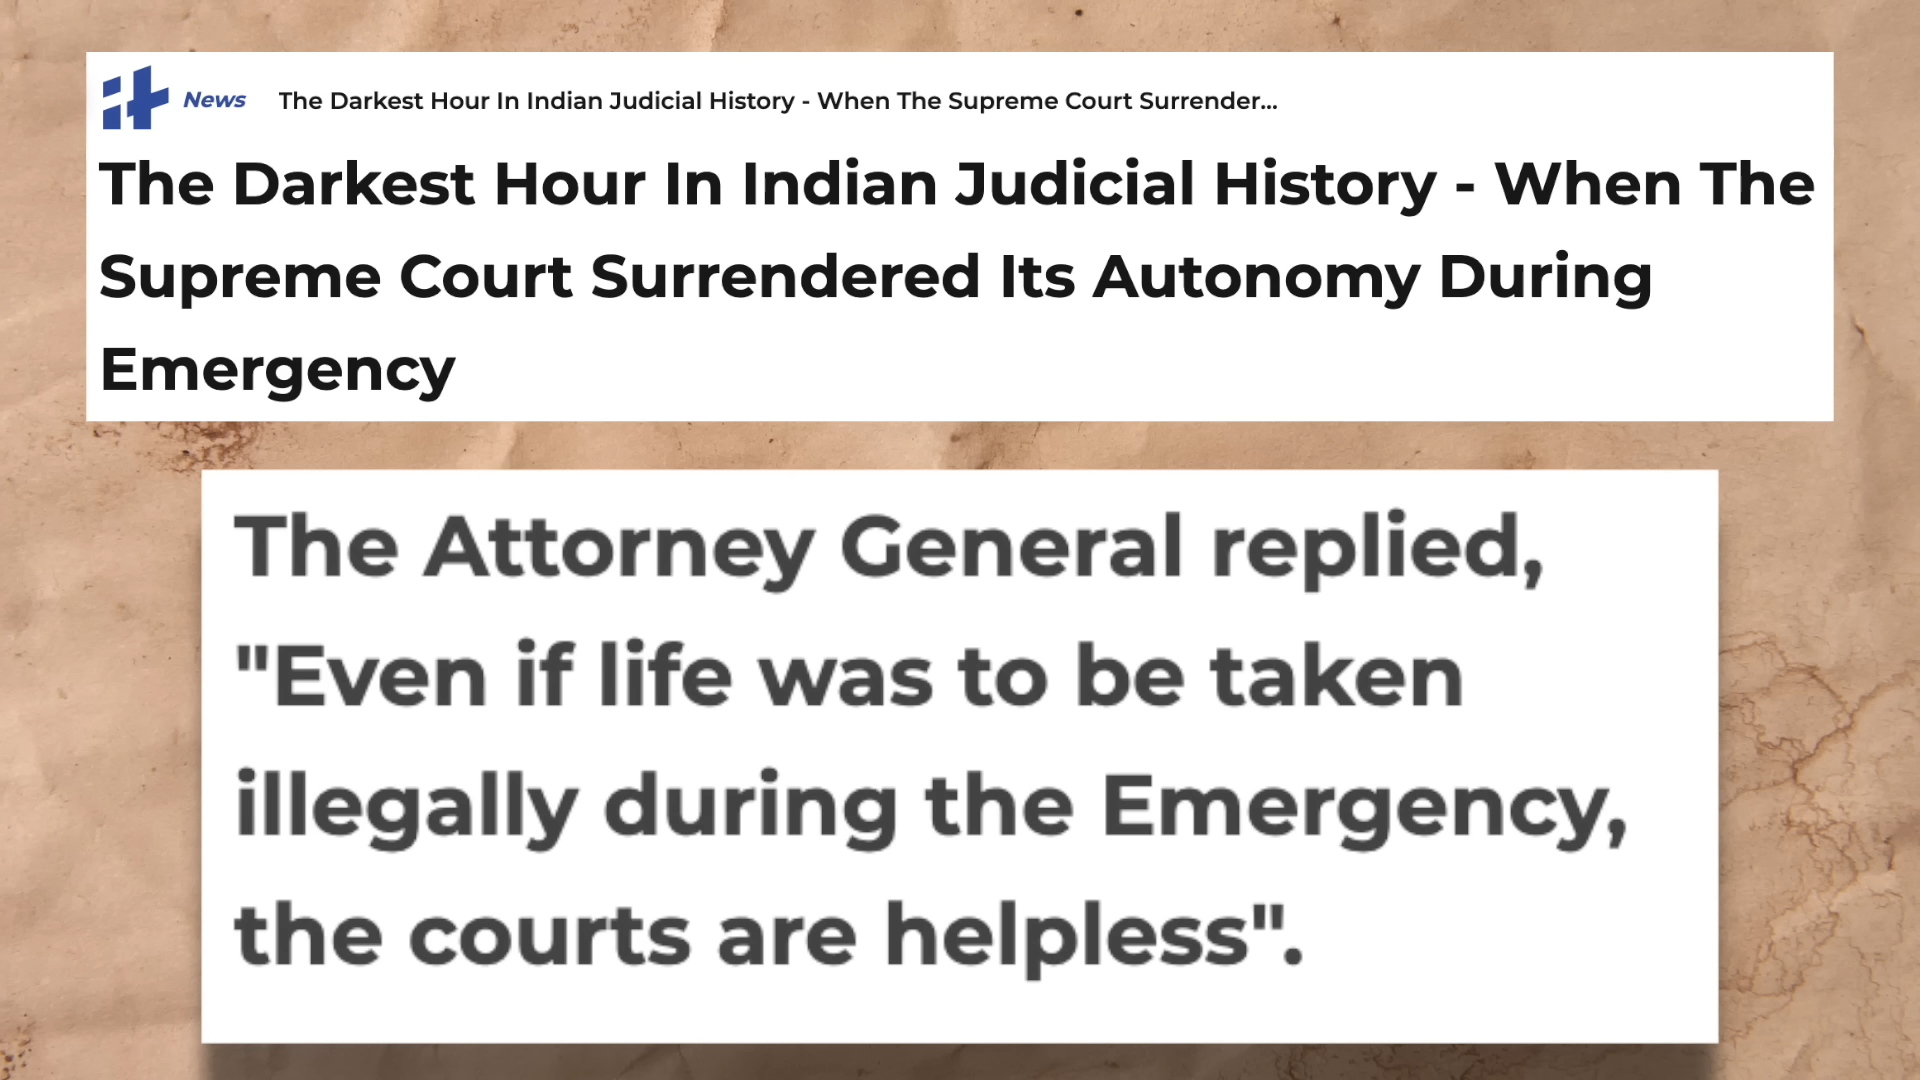 News The Darkest Hour In Indian Judicial History - When The Supreme Court Surrender...
The Darkest Hour In Indian Judicial History - When The
Supreme Court Surrendered Its Autonomy During
Emergency
The Attorney General replied,
"Even if life was to be taken
illegally during the Emergency,
the courts are helpless".